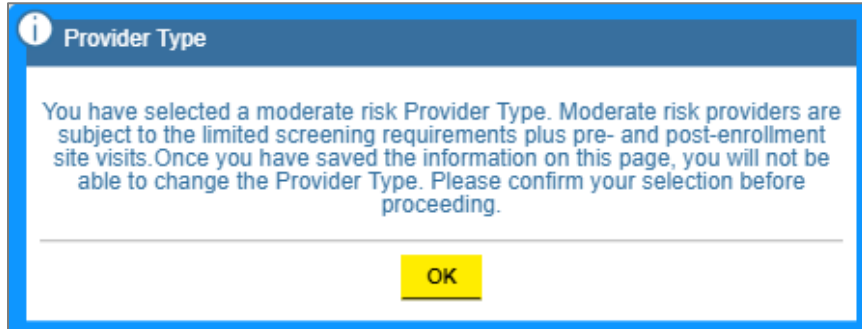 Provider Type
You have selected a moderate risk Provider Type. Moderate risk providers are
subject to the limited screening requirements plus pre- and post-enrollment
site visits.Once you have saved the information on this page, you will not be
able to change the Provider Type. Please confirm your selection before
proceeding.
OK